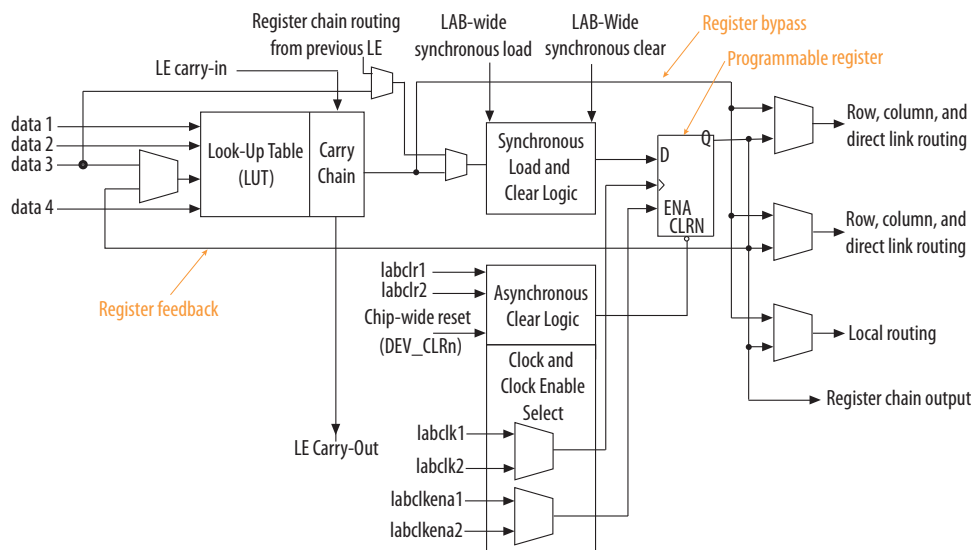 Register chain routing
from previous LE
LAB-wide
synchronous load
LAB-Wide
synchronous clear
Register bypass
Programmable register
LE carry-in
data 1
data 2
data 3
data 4
Look-Up Table
(LUT)
Carry
Chain
Synchronous
Load and
Clear Logic
D
Q
ENA
CLRN
Row, column, and
direct link routing
Row, column, and
direct link routing
Local routing
Register chain output
Register feedback
labclr1
labclr2
Chip-wide reset
(DEV_CLRn)
Asynchronous
Clear Logic
Clock and
Clock Enable
Select
LE Carry-Out
labclk1
labclk2
labclkena1
labclkena2